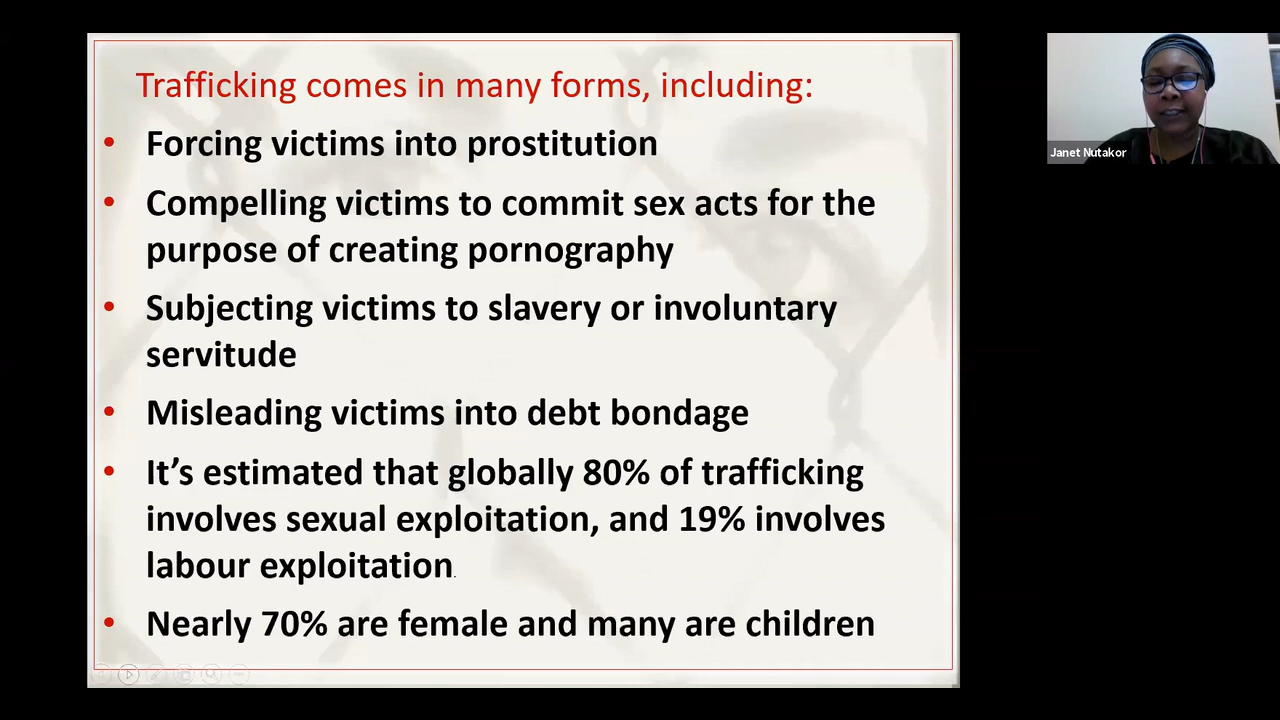 Trafficking comes in many forms, including:
• Forcing victims into prostitution
• Compelling victims to commit sex acts for the
purpose of creating pornography
• Subjecting victims to slavery or involuntary
servitude
• Misleading victims into debt bondage
• It’s estimated that globally 80% of trafficking
involves sexual exploitation, and 19% involves
labour exploitation.
• Nearly 70% are female and many are children
Janet Nutakor